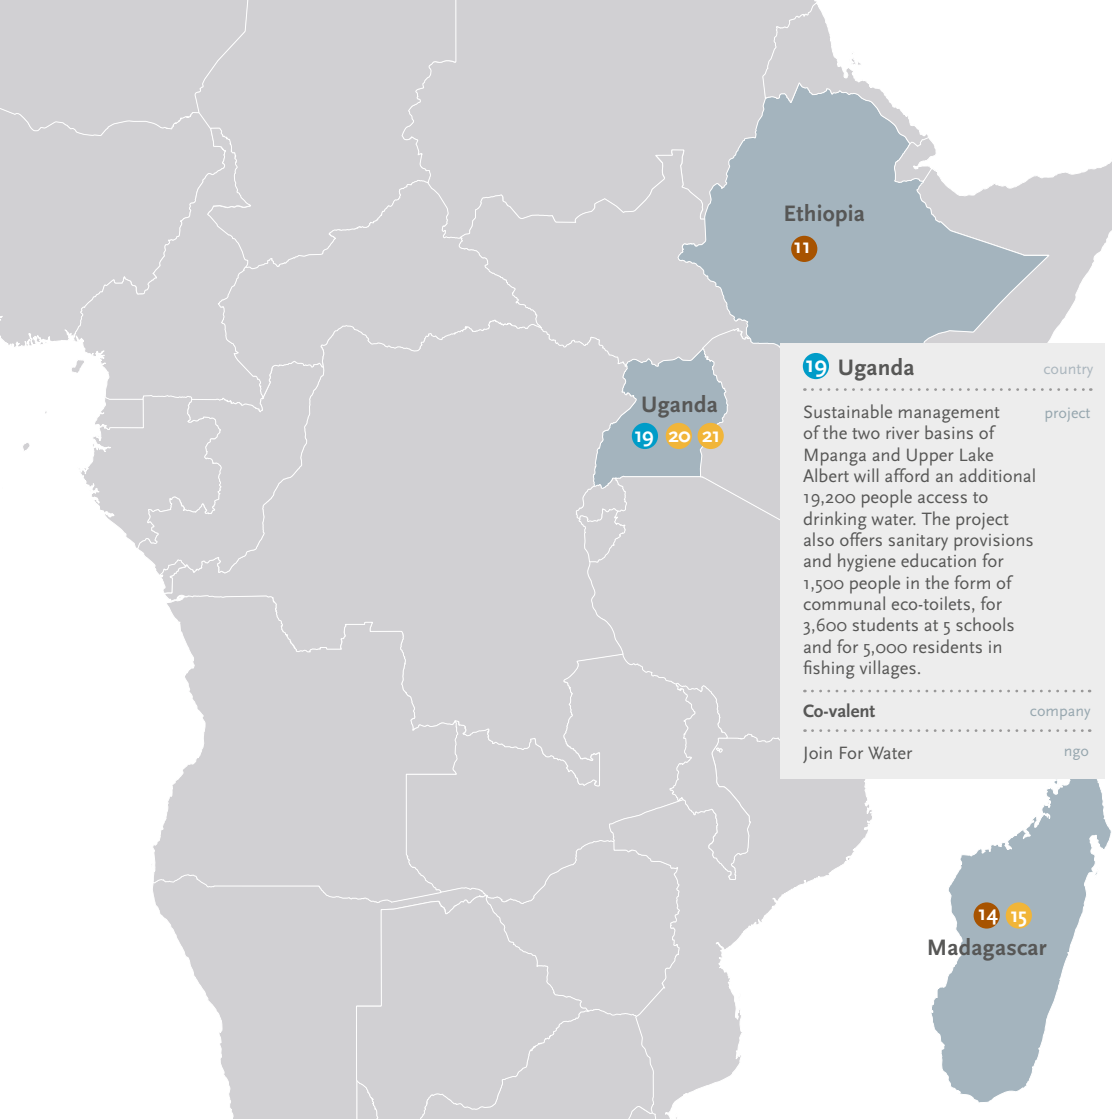 Ethiopia
11
Uganda
19 20 21
19 Uganda country
Sustainable management project
of the two river basins of
Mpanga and Upper Lake
Albert will afford an additional
19,200 people access to
drinking water. The project
also offers sanitary provisions
and hygiene education for
1,500 people in the form of
communal eco-toilets, for
3,600 students at 5 schools
and for 5,000 residents in
fishing villages.
Co-valent company
Join For Water ngo
14 15
Madagascar